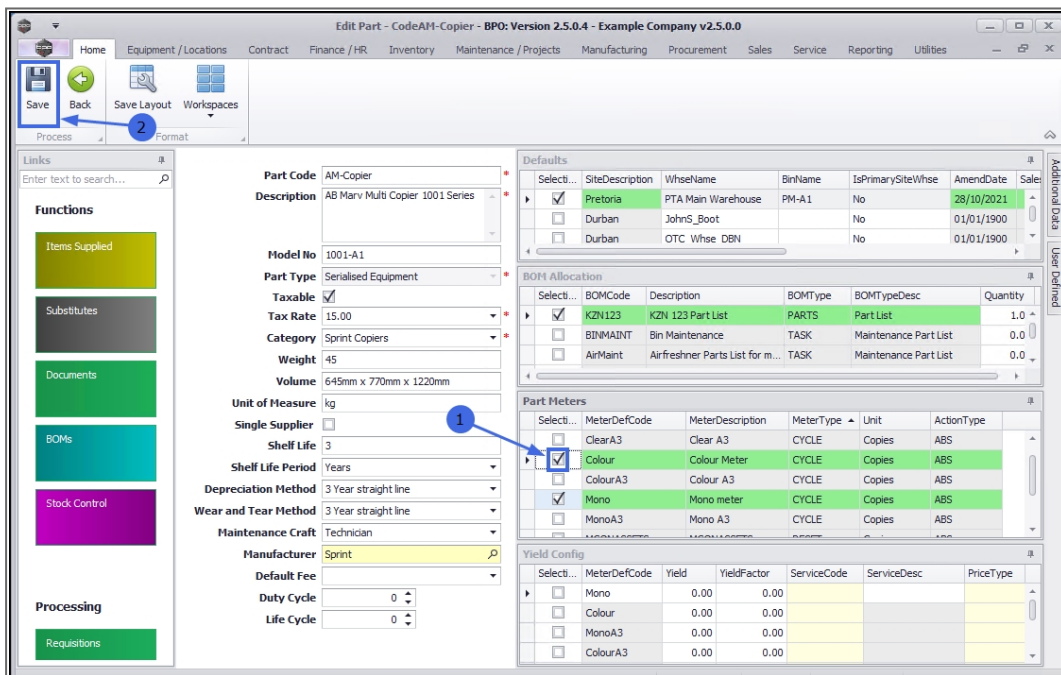 Edit Part - CodeAM-Copier - BPO: Version 2.5.0.4 - Example Company v2.5.0.0
Home Equipment / Locations Contract Finance / HR Inventory Maintenance / Projects Manufacturing Procurement Sales Service Reporting Utilities
Save Back Save Layout Workspaces
2
Process Format
Links
Enter text to search...
Functions
Items Supplied
Substitutes
Documents
BOMs
Stock Control
Processing
Requisitions
Part Code AM-Copier *
Description AB Marv Multi Copier 1001 Series *
Model No 1001-A1
Part Type Serialised Equipment *
Taxable
Tax Rate 15.00 *
Category Sprint Copiers *
Weight 45
Volume 645mm x 770mm x 1220mm
Unit of Measure kg
Single Supplier
1
Shelf Life 3
Shelf Life Period Years
Depreciation Method 3 Year straight line
Wear and Tear Method 3 Year straight line
Maintenance Craft Technician
Manufacturer Sprint
Default Fee
Duty Cycle 0
Life Cycle 0
Defaults
Selecti... SiteDescription WhseName BinName IsPrimarySiteWhse AmendDate Sale
Pretoria PTA Main Warehouse PM-A1 No 28/10/2021
Durban JohnS_Boot No 01/01/1900
Durban OTC Whse DBN No 01/01/1900
BOM Allocation
Selecti... BOMCode Description BOMType BOMTypeDesc Quantity
KZN123 KZN 123 Part List PARTS Part List 1.0
BINMAINT Bin Maintenance TASK Maintenance Part List 0.0
AirMaint Airfreshner Parts List for m... TASK Maintenance Part List 0.0
Part Meters
Selecti... MeterDefCode MeterDescription MeterType Unit ActionType
ClearA3 Clear A3 CYCLE Copies ABS
Colour Colour Meter CYCLE Copies ABS
ColourA3 Colour A3 CYCLE Copies ABS
Mono Mono meter CYCLE Copies ABS
MonoA3 Mono A3 CYCLE Copies ABS
Yield Config
Selecti... MeterDefCode Yield YieldFactor ServiceCode ServiceDesc PriceType
Mono 0.00 0.00
Colour 0.00 0.00
MonoA3 0.00 0.00
ColourA3 0.00 0.00
Additional Data
User Defined